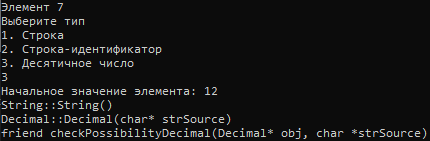 Элемент 7
Выберите тип
1. Строка
2. Строка-идентификатор
3. Десятичное число
3
Начальное значение элемента: 12
String::String()
Decimal::Decimal(char* strSource)
friend checkPossibilityDecimal(Decimal* obj, char *strSource)